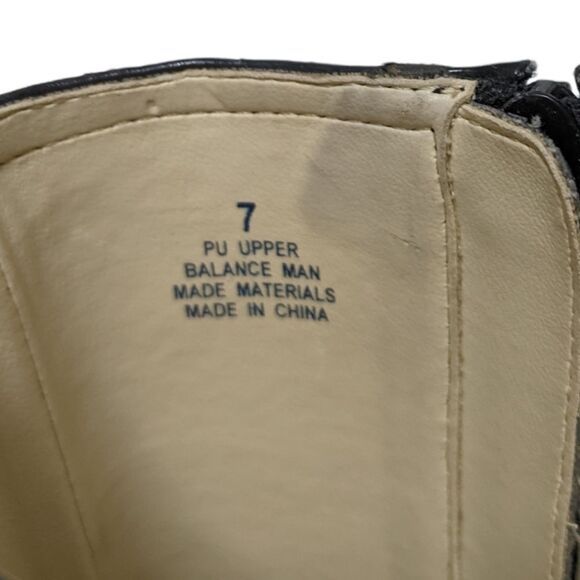 7
PU UPPER
BALANCE MAN
MADE MATERIALS
MADE IN CHINA